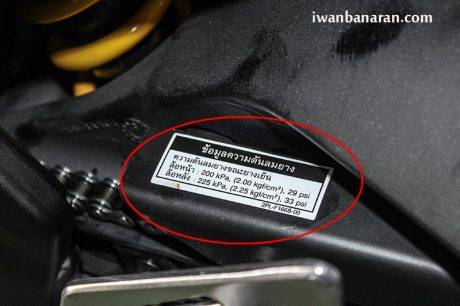 iwanbanaran.com
ข้อมูลความดันลมยาง
ความดันลมยางขณะยางเย็น
ล้อหน้า : 200 kPa, (2.00 kgf/cm², 29 psi
ล้อหลัง : 225 kPa, (2.25 kgf/cm²), 33 psi
2PL-F1668-00